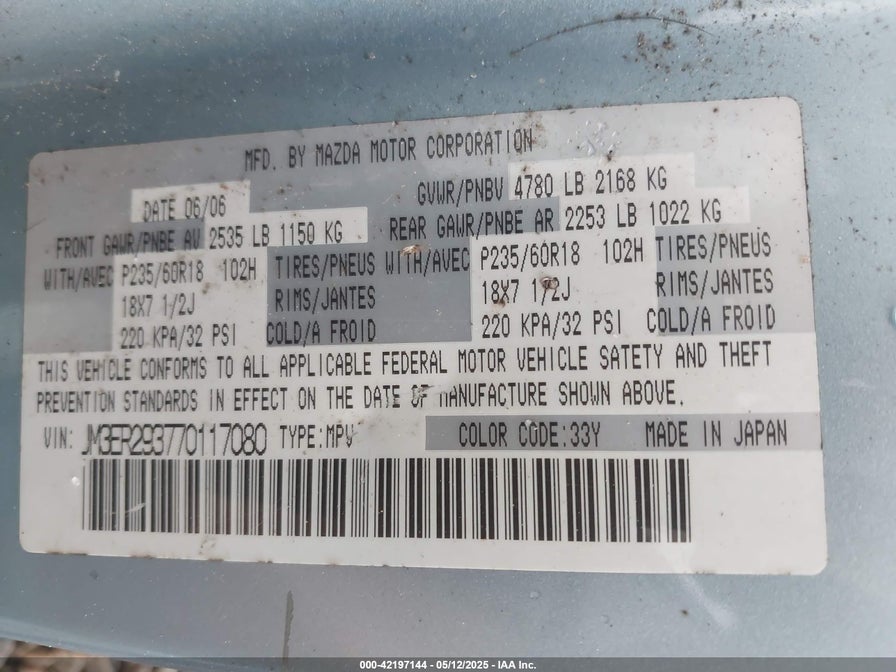 MFD. BY MAZDA MOTOR CORPORATION
DATE 06/06 GVWR/PNBV 4780 LB 2168 KG
FRONT GAWR/PNBE AV 2535 LB 1150 KG REAR GAWR/PNBE AR 2253 LB 1022 KG
WITH/AVEC P235/60R18 102H TIRES/PNEUS WITH/AVEC P235/60R18 102H TIRES/PNEUS
18X7 1/2J RIMS/JANTES 18X7 1/2J RIMS/JANTES
220 KPA/32 PSI COLD/A FROID 220 KPA/32 PSI COLD/A FROID
THIS VEHICLE CONFORMS TO ALL APPLICABLE FEDERAL MOTOR VEHICLE SATETY AND THEFT
PREVENTION STANDARDS IN EFFECT ON THE DATE OF MANUFACTURE SHOWN ABOVE.
VIN: JM3ER293770117080 TYPE:MPV COLOR CODE:33Y MADE IN JAPAN
000-42197144 - 05/12/2025 - IAA Inc.